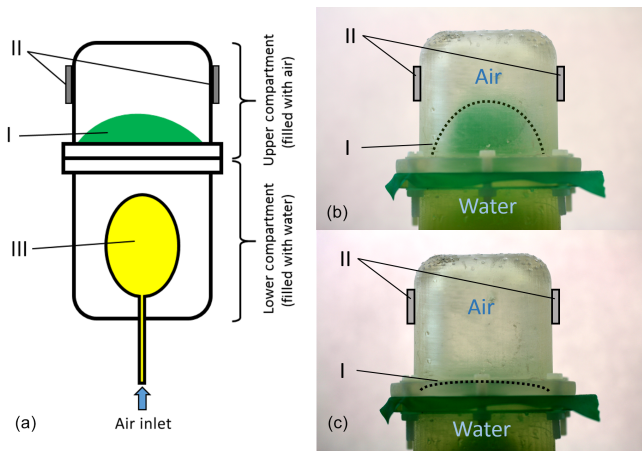 II
I
III
Upper compartment
(filled with air)
Lower compartment
(filled with water)
(a)
Air inlet
II
Air
I
Water
(b)
II
Air
I
Water
(c)